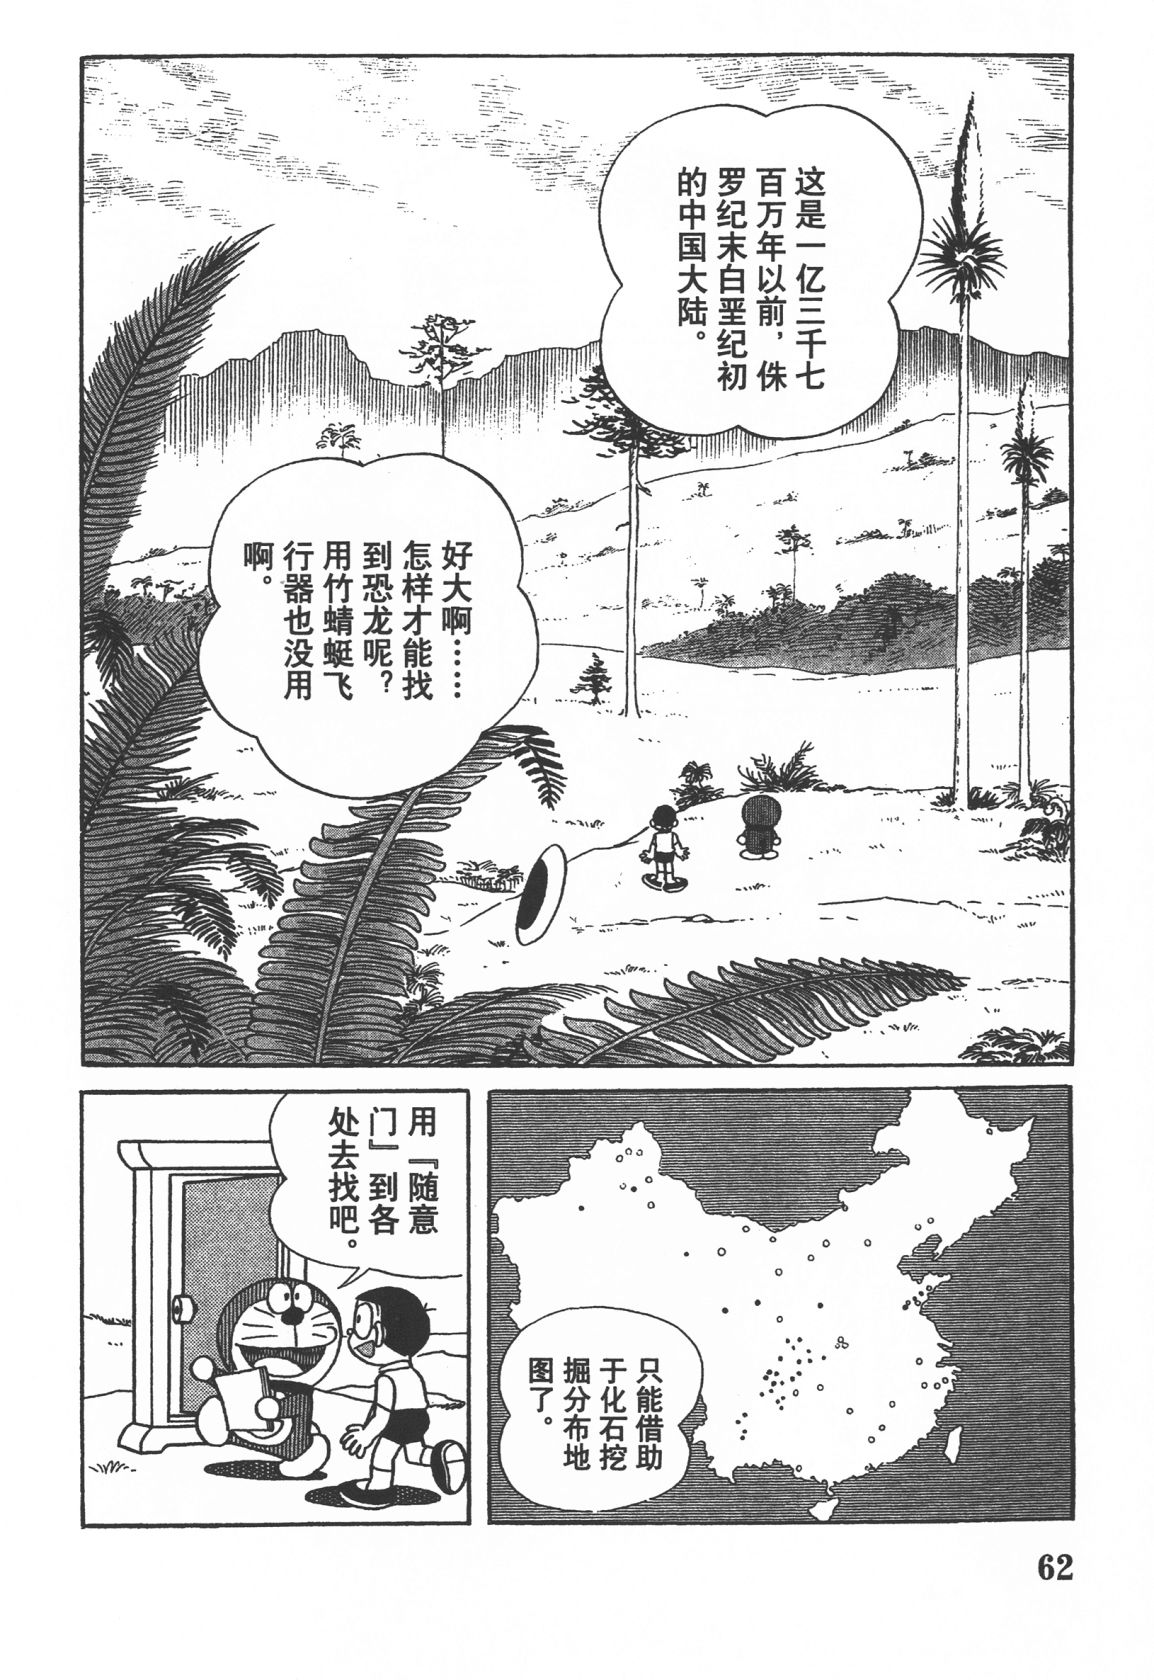 这是一亿三千七
百万年以前，侏
罗纪末白垩纪初
的中国大陆。
好大啊……
怎样才能找
到恐龙呢？
用竹蜻蜓飞
行器也没用
啊。
只能借助
于化石挖
掘分布地
图了。
用『随意
门』到各
处去找吧。
62